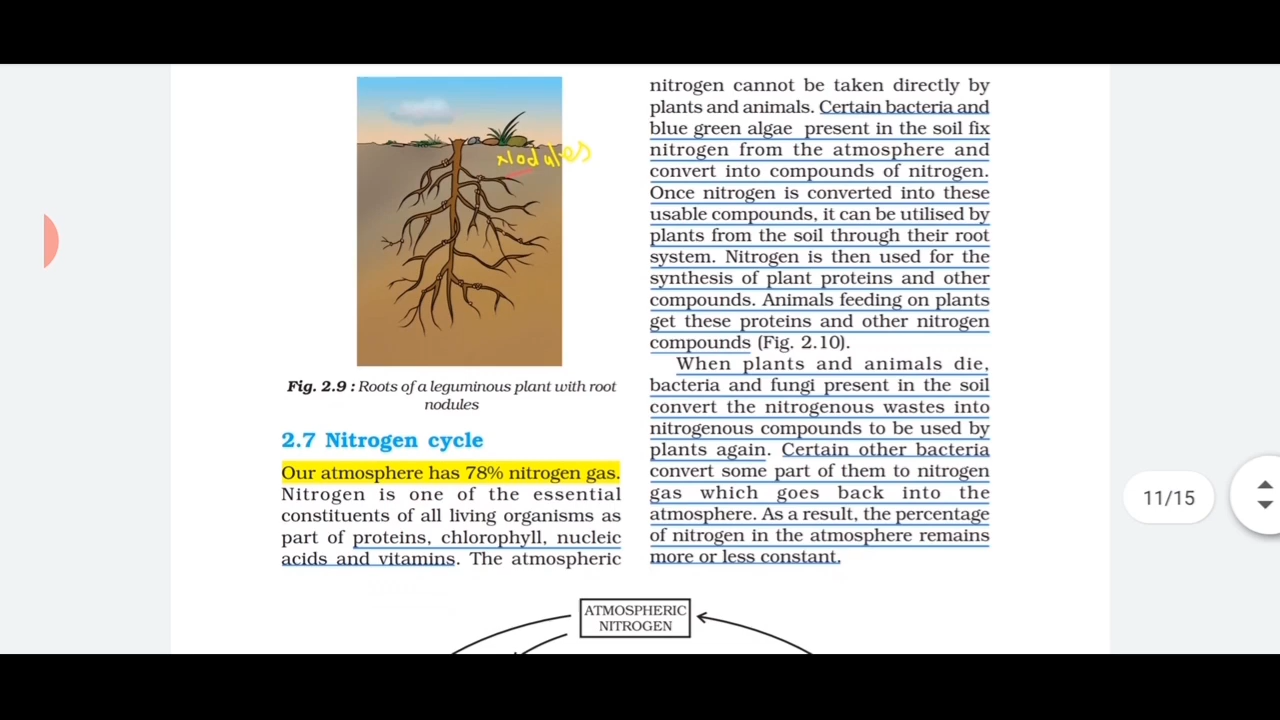 Nodules
Fig. 2.9 : Roots of a leguminous plant with root
nodules
2.7 Nitrogen cycle
Our atmosphere has 78% nitrogen gas.
Nitrogen is one of the essential
constituents of all living organisms as
part of proteins, chlorophyll, nucleic
acids and vitamins. The atmospheric
nitrogen cannot be taken directly by
plants and animals. Certain bacteria and
blue green algae present in the soil fix
nitrogen from the atmosphere and
convert into compounds of nitrogen.
Once nitrogen is converted into these
usable compounds, it can be utilised by
plants from the soil through their root
system. Nitrogen is then used for the
synthesis of plant proteins and other
compounds. Animals feeding on plants
get these proteins and other nitrogen
compounds (Fig. 2.10).
When plants and animals die,
bacteria and fungi present in the soil
convert the nitrogenous wastes into
nitrogenous compounds to be used by
plants again. Certain other bacteria
convert some part of them to nitrogen
gas which goes back into the
atmosphere. As a result, the percentage
of nitrogen in the atmosphere remains
more or less constant.
ATMOSPHERIC
NITROGEN
11/15